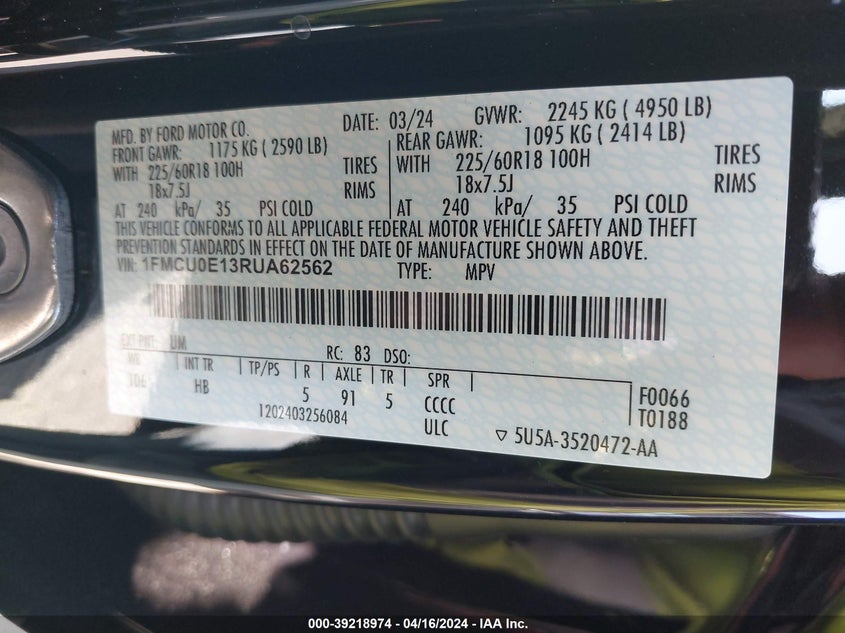 MFD. BY FORD MOTOR CO.
DATE: 03/24 GVWR: 2245 KG ( 4950 LB)
FRONT GAWR: 1175 KG ( 2590 LB)
REAR GAWR: 1095 KG ( 2414 LB)
WITH 225/60R18 100H TIRES
WITH 225/60R18 100H TIRES
18x7.5J RIMS
18x7.5J RIMS
AT 240 kPa/ 35 PSI COLD
AT 240 kPa/ 35 PSI COLD
THIS VEHICLE CONFORMS TO ALL APPLICABLE FEDERAL MOTOR VEHICLE SAFETY AND THEFT
PREVENTION STANDARDS IN EFFECT ON THE DATE OF MANUFACTURE SHOWN ABOVE.
VIN: 1FMCU0E13RUA62562 TYPE: MPV
EXT PNT: UM RC: 83 DSO:
WB INT TR TP/PS R AXLE TR SPR
106 HB 5 91 5 CCCC
F0066
T0188
1202403256084 ULC
5U5A-3520472-AA
000-39218974 - 04/16/2024 - IAA Inc.